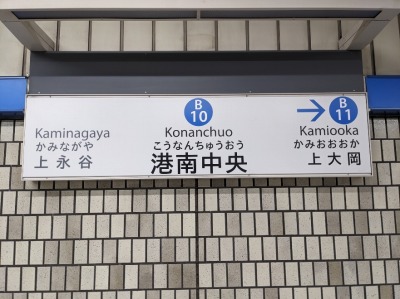 Kaminagaya
かみながや
上永谷
B
10
Konanchuo
こうなんちゅうおう
港南中央
→
B
11
Kamiooka
かみおおおか
上大岡